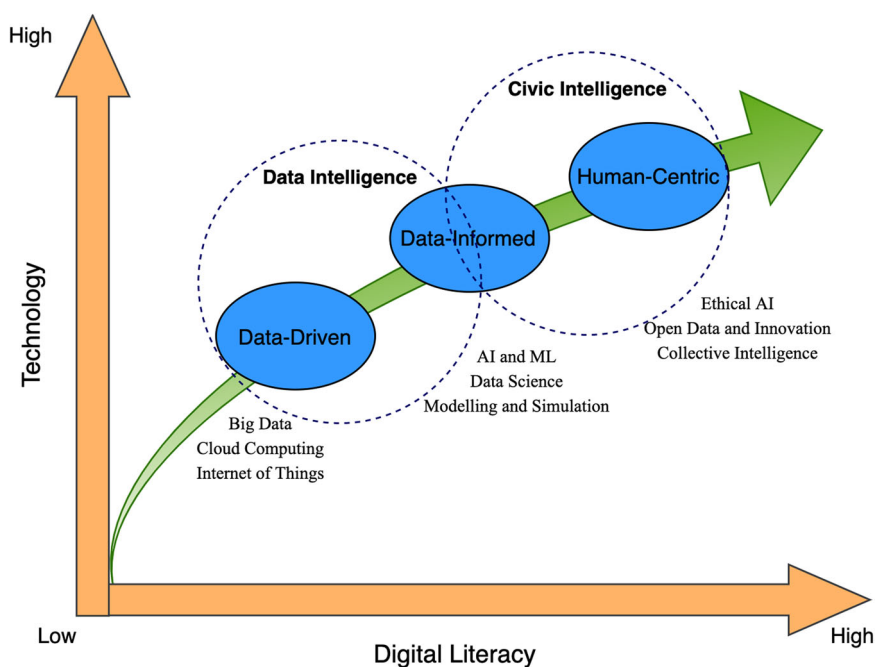 High
Civic Intelligence
Data Intelligence
Human-Centric
Data-Informed
Data-Driven
Technology
Ethical AI
Open Data and Innovation
Collective Intelligence
AI and ML
Data Science
Modelling and Simulation
Big Data
Cloud Computing
Internet of Things
Low
High
Digital Literacy